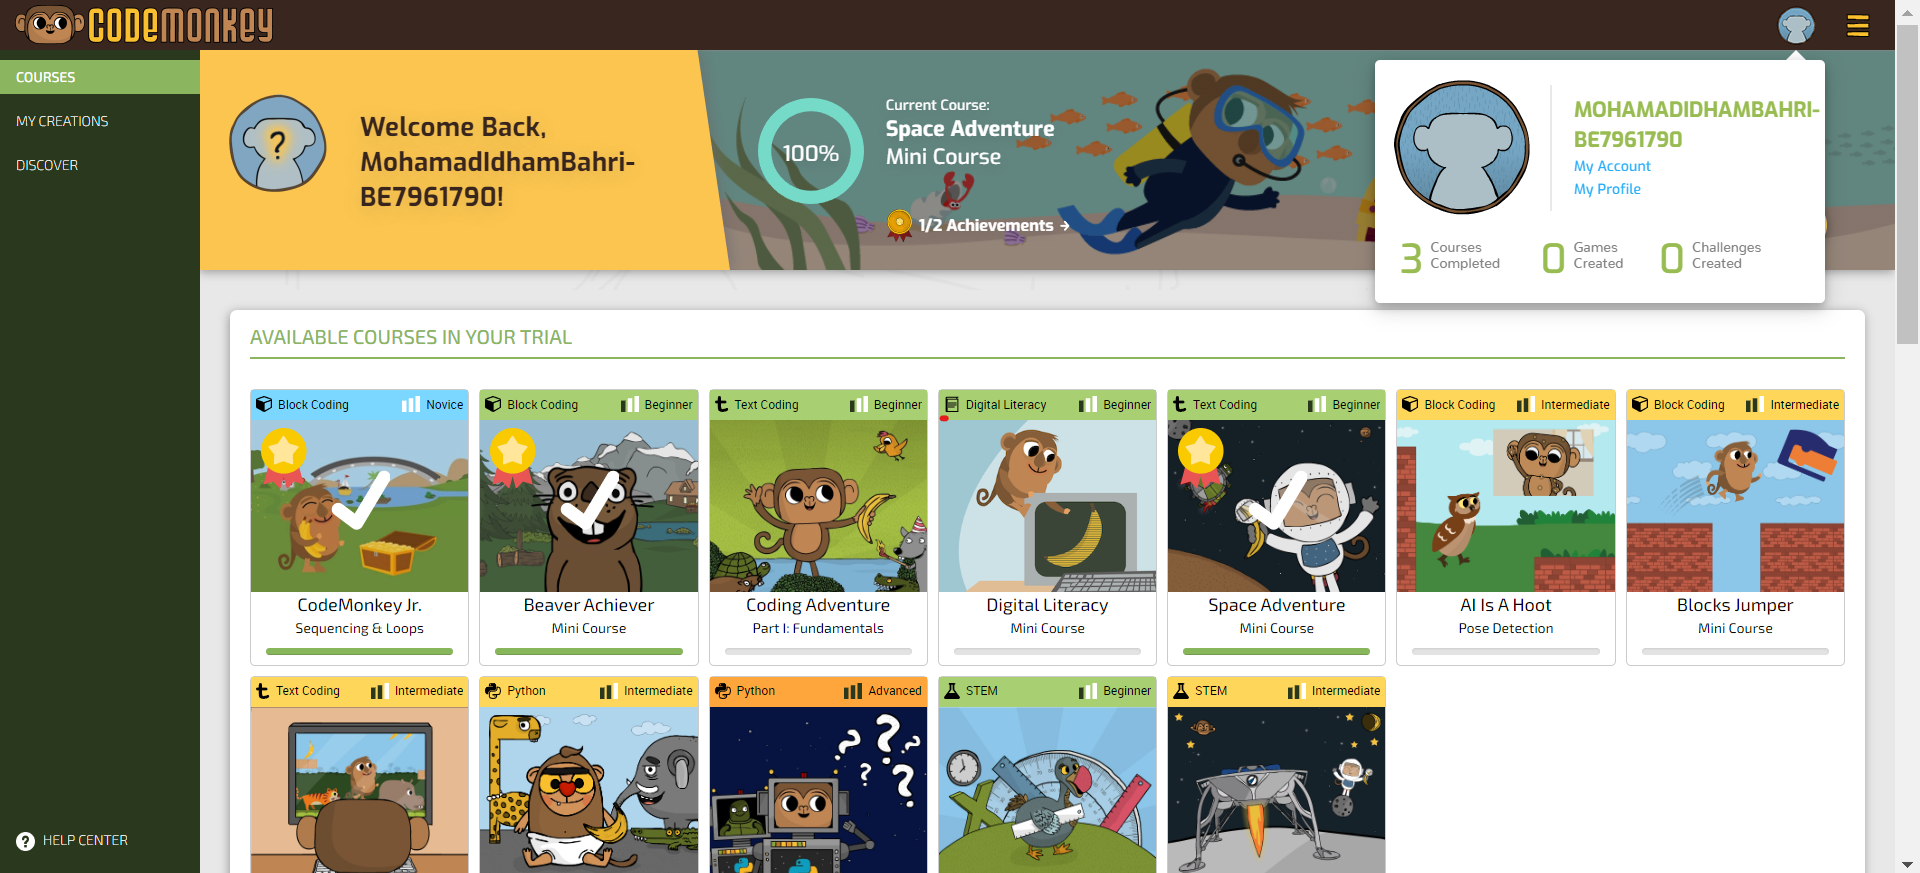 CODEMONKEY
COURSES
MY CREATIONS
DISCOVER
HELP CENTER
Welcome Back,
MohamadIdhamBahri-
BE7961790!
100%
Current Course:
Space Adventure
Mini Course
1/2 Achievements →
MOHAMADIDHAMBAHRI-
BE7961790
My Account
My Profile
3 Courses Completed
0 Games Created
0 Challenges Created
AVAILABLE COURSES IN YOUR TRIAL
Block Coding Novice
CodeMonkey Jr.
Sequencing & Loops
Block Coding Beginner
Beaver Achiever
Mini Course
Text Coding Beginner
Coding Adventure
Part I: Fundamentals
Digital Literacy Beginner
Digital Literacy
Mini Course
Text Coding Beginner
Space Adventure
Mini Course
Block Coding Intermediate
AI Is A Hoot
Pose Detection
Block Coding Intermediate
Blocks Jumper
Mini Course
Text Coding Intermediate
Python Intermediate
Python Advanced
STEM Beginner
STEM Intermediate